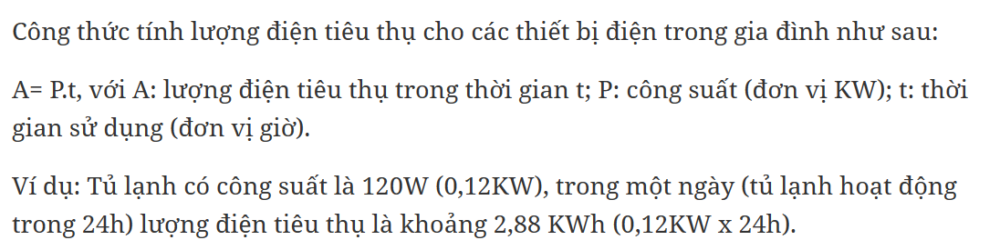 Công thức tính lượng điện tiêu thụ cho các thiết bị điện trong gia đình như sau:
A= P.t, với A: lượng điện tiêu thụ trong thời gian t; P: công suất (đơn vị KW); t: thời
gian sử dụng (đơn vị giờ).
Ví dụ: Tủ lạnh có công suất là 120W (0,12KW), trong một ngày (tủ lạnh hoạt động
trong 24h) lượng điện tiêu thụ là khoảng 2,88 KWh (0,12KW x 24h).